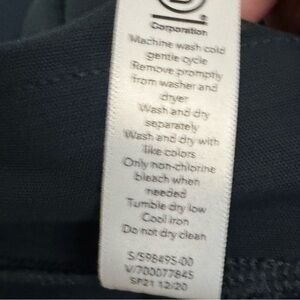 B
Corporation
Machine wash cold
gentle cycle
Remove promptly
from washer and
dryer
Wash and dry
separately
Wash and dry with
like colors
Only non-chlorine
bleach when
needed
Tumble dry low
Cool iron
Do not dry clean
S/S98495-00
V/700077845
SP21 12/20